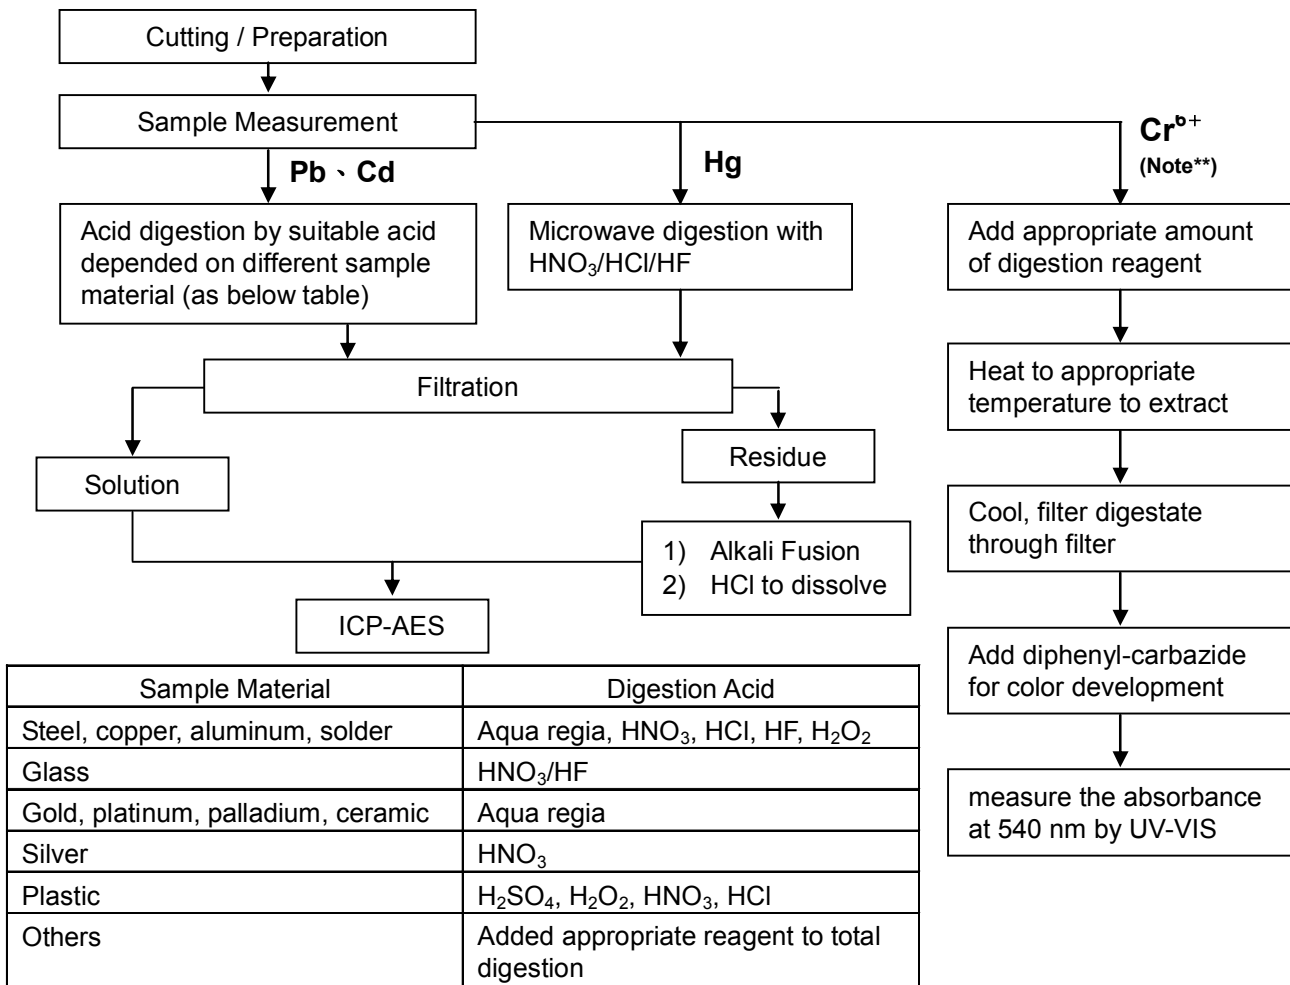 Cutting / Preparation
Sample Measurement
Pb、Cd
Hg
Cr⁶⁺
(Note**)
Acid digestion by suitable acid
depended on different sample
material (as below table)
Microwave digestion with
HNO₃/HCl/HF
Add appropriate amount
of digestion reagent
Filtration
Heat to appropriate
temperature to extract
Solution
Residue
1) Alkali Fusion
2) HCl to dissolve
Cool, filter digestate
through filter
ICP-AES
Add diphenyl-carbazide
for color development
measure the absorbance
at 540 nm by UV-VIS
Sample Material Digestion Acid
Steel, copper, aluminum, solder Aqua regia, HNO₃, HCl, HF, H₂O₂
Glass HNO₃/HF
Gold, platinum, palladium, ceramic Aqua regia
Silver HNO₃
Plastic H₂SO₄, H₂O₂, HNO₃, HCl
Others Added appropriate reagent to total
digestion